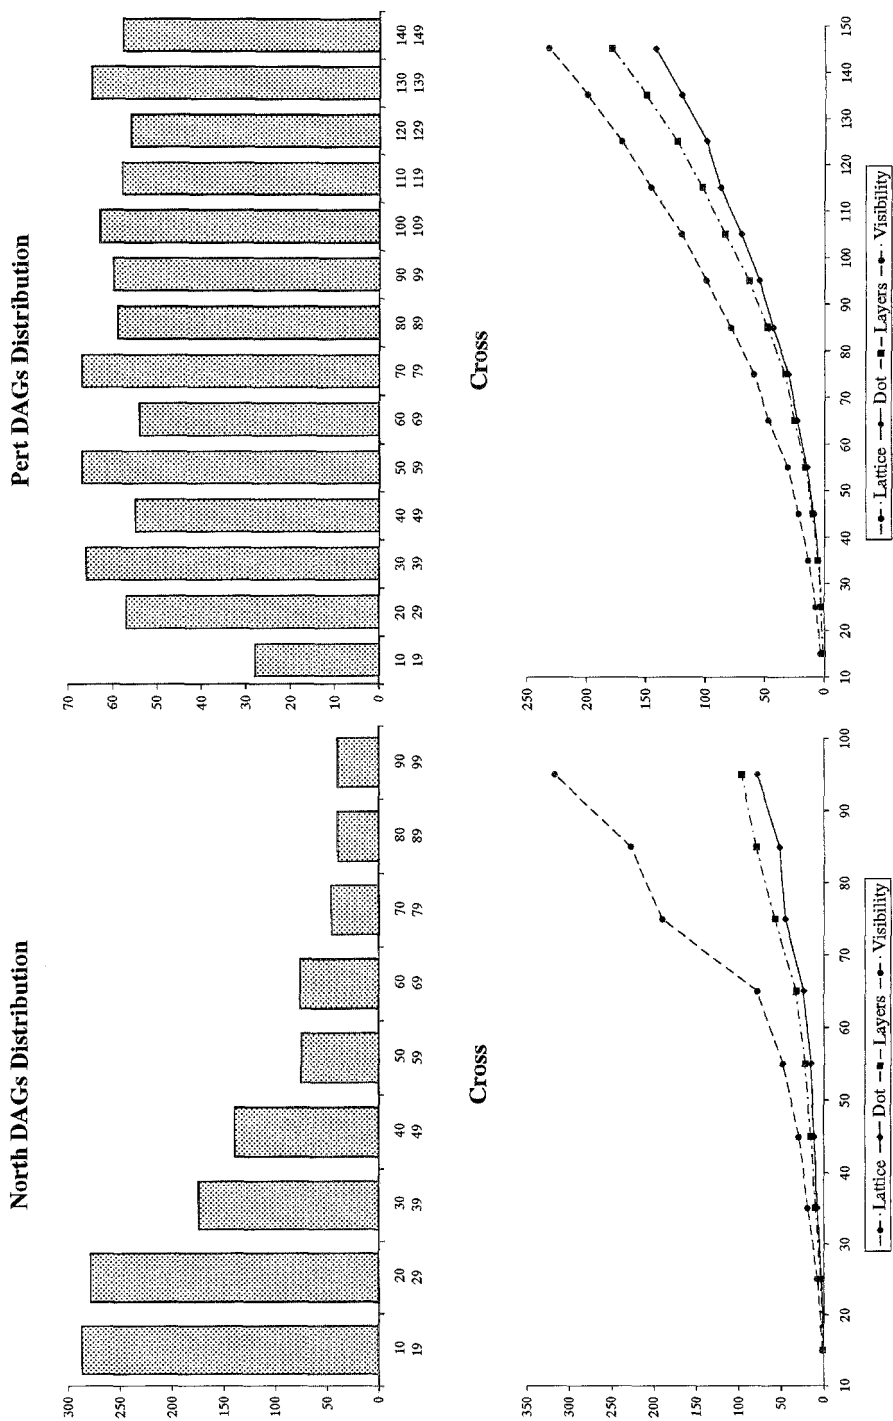 North DAGs Distribution
300
250
200
150
100
50
0
10 20 30 40 50 60 70 80 90
19 29 39 49 59 69 79 89 99
Pert DAGs Distribution
70
60
50
40
30
20
10
0
10 20 30 40 50 60 70 80 90 100 110 120 130 140
19 29 39 49 59 69 79 89 99 109 119 129 139 149
Cross
350
300
250
200
150
100
50
0
10 20 30 40 50 60 70 80 90 100
Lattice Dot Layers Visibility
Cross
250
200
150
100
50
0
10 20 30 40 50 60 70 80 90 100 110 120 130 140 150
Lattice Dot Layers Visibility